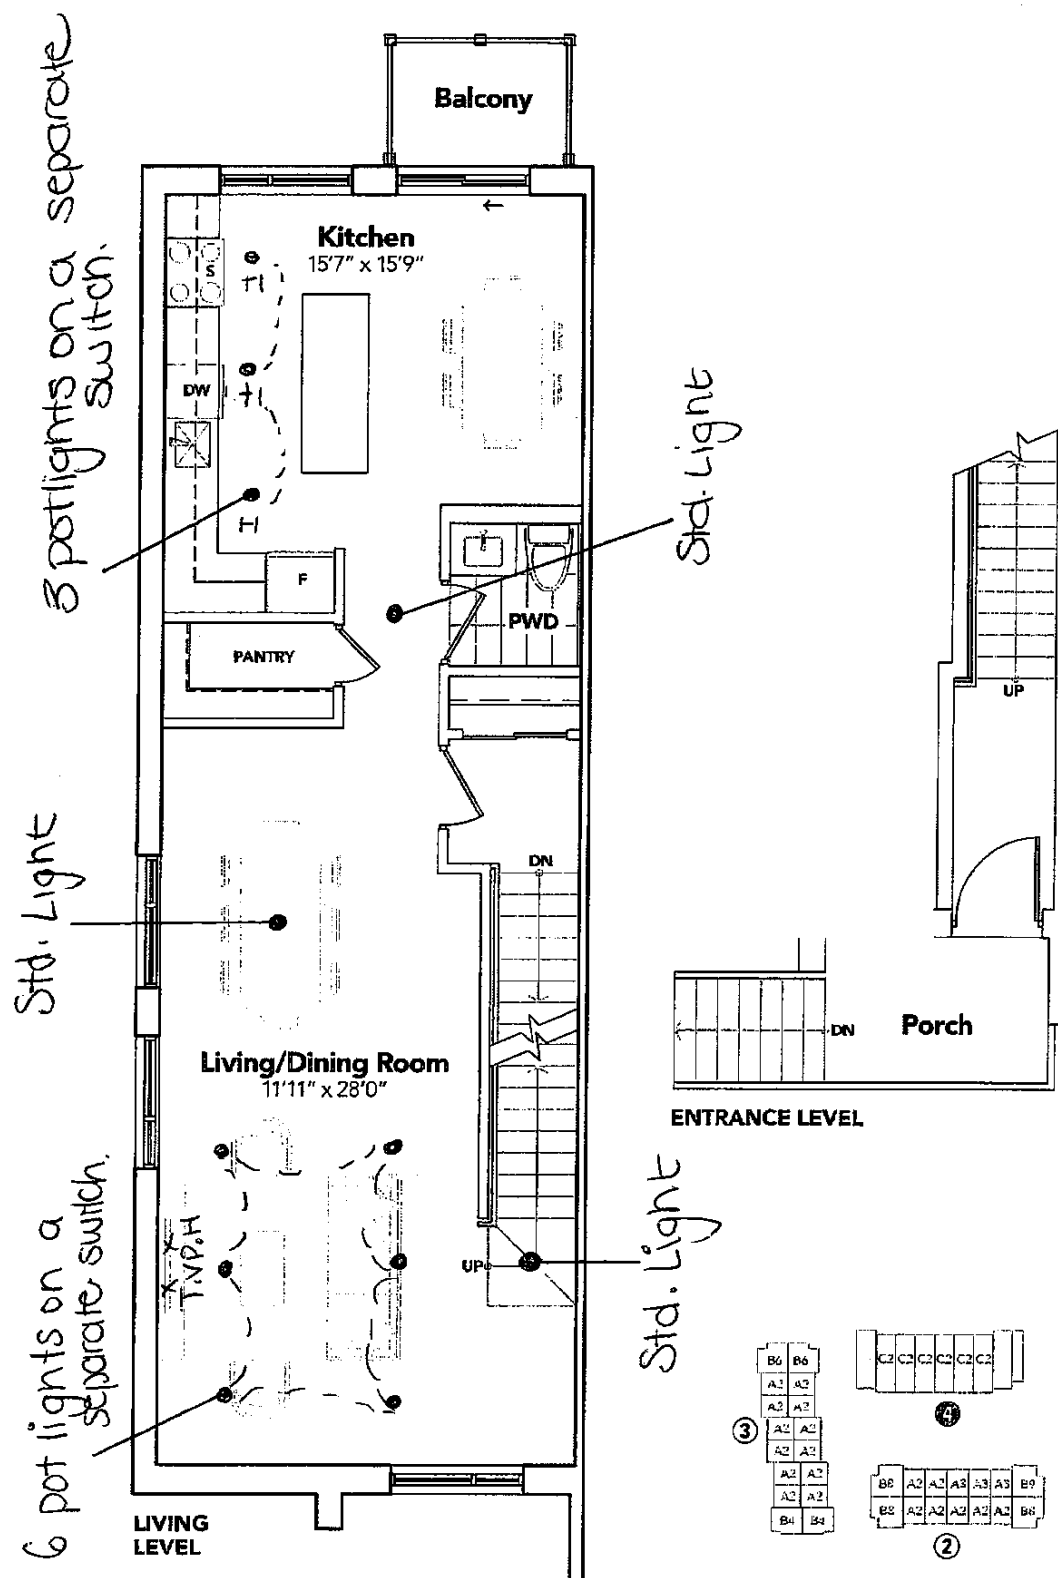 3 potlights on a separate
switch.
Balcony
Kitchen
15'7" x 15'9"
S
H
DW
H
H
F
Std. Light
PWD
PANTRY
UP
Std. Light
DN
Living/Dining Room
11'11" x 28'0"
DN
Porch
ENTRANCE LEVEL
6 pot lights on a
separate switch.
T.V.P.H
UP
Std. Light
LIVING
LEVEL
B6 B6
A2 A2
A2 A2
A2 A2
A2 A2
A2 A2
A2 A2
B4 B4
3
C2 C2 C2 C2 C2 C2
4
B8 A2 A2 A3 A3 A3 B9
B8 A2 A2 A2 A2 A2 B8
2